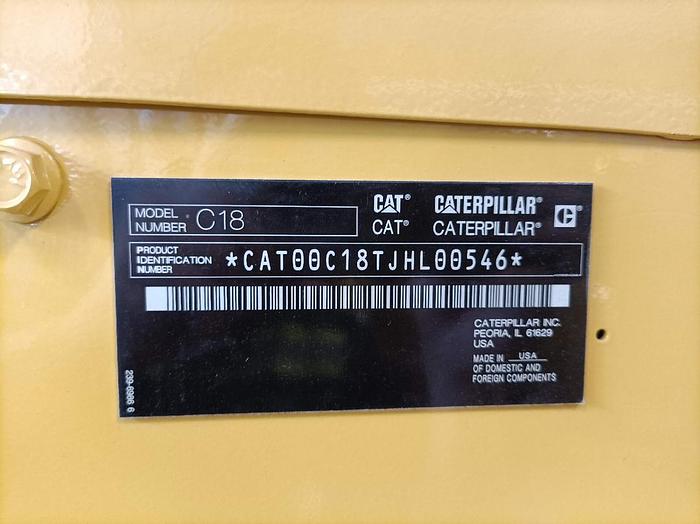 MODEL NUMBER C18
CAT® CATERPILLAR®
CAT® CATERPILLAR®
PRODUCT IDENTIFICATION NUMBER
*CAT00C18TJHL00546*
CATERPILLAR INC.
PEORIA, IL 61629
USA
MADE IN USA
OF DOMESTIC AND
FOREIGN COMPONENTS
239-6966 6